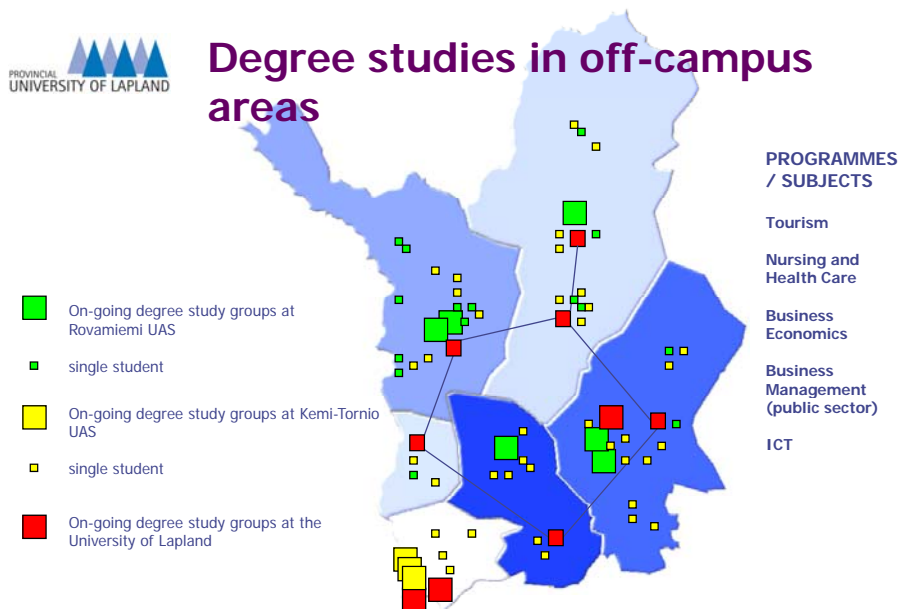 PROVINCIAL
UNIVERSITY OF LAPLAND
Degree studies in off-campus
areas
PROGRAMMES
/ SUBJECTS
Tourism
Nursing and
Health Care
Business
Economics
Business
Management
(public sector)
ICT
On-going degree study groups at
Rovaniemi UAS
single student
On-going degree study groups at Kemi-Tornio
UAS
single student
On-going degree study groups at the
University of Lapland